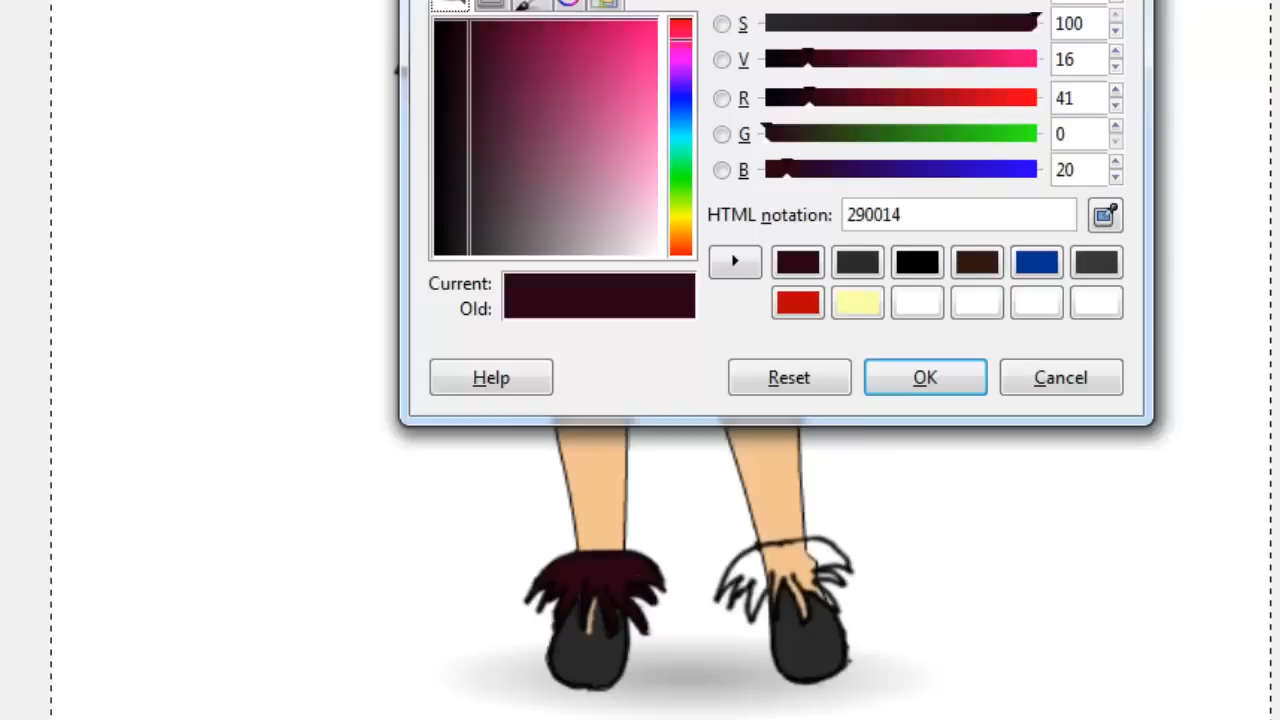 S 100
V 16
R 41
G 0
B 20
HTML notation: 290014
Current:
Old:
Help Reset OK Cancel